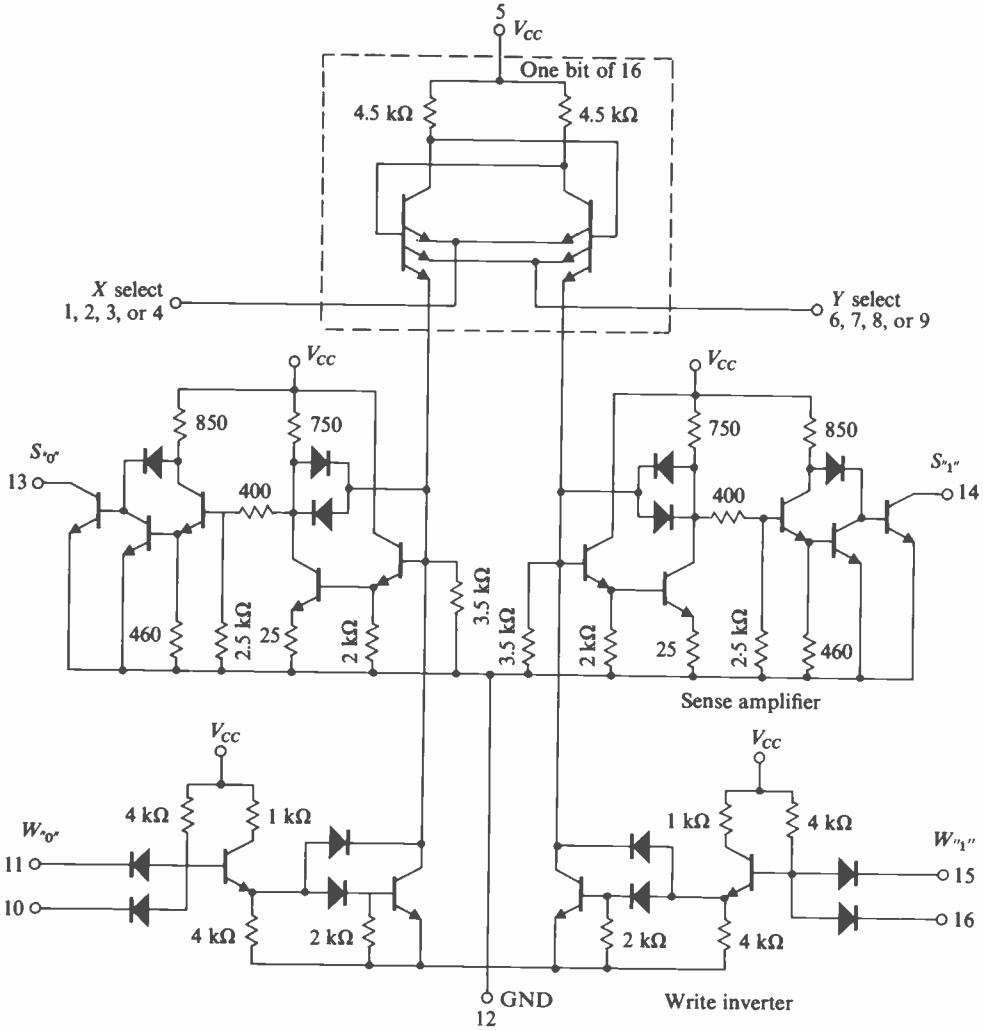 5
V_CC
One bit of 16
4.5 kΩ
4.5 kΩ
X select
1, 2, 3, or 4
Y select
6, 7, 8, or 9
V_CC
V_CC
850
750
750
850
S"0"
S"1"
13
400
400
14
460
2.5 kΩ
25
2 kΩ
3.5 kΩ
3.5 kΩ
2 kΩ
25
2·5 kΩ
460
Sense amplifier
V_CC
V_CC
4 kΩ
1 kΩ
1 kΩ
4 kΩ
W"0"
W"1"
11
15
10
16
4 kΩ
2 kΩ
2 kΩ
4 kΩ
GND
12
Write inverter